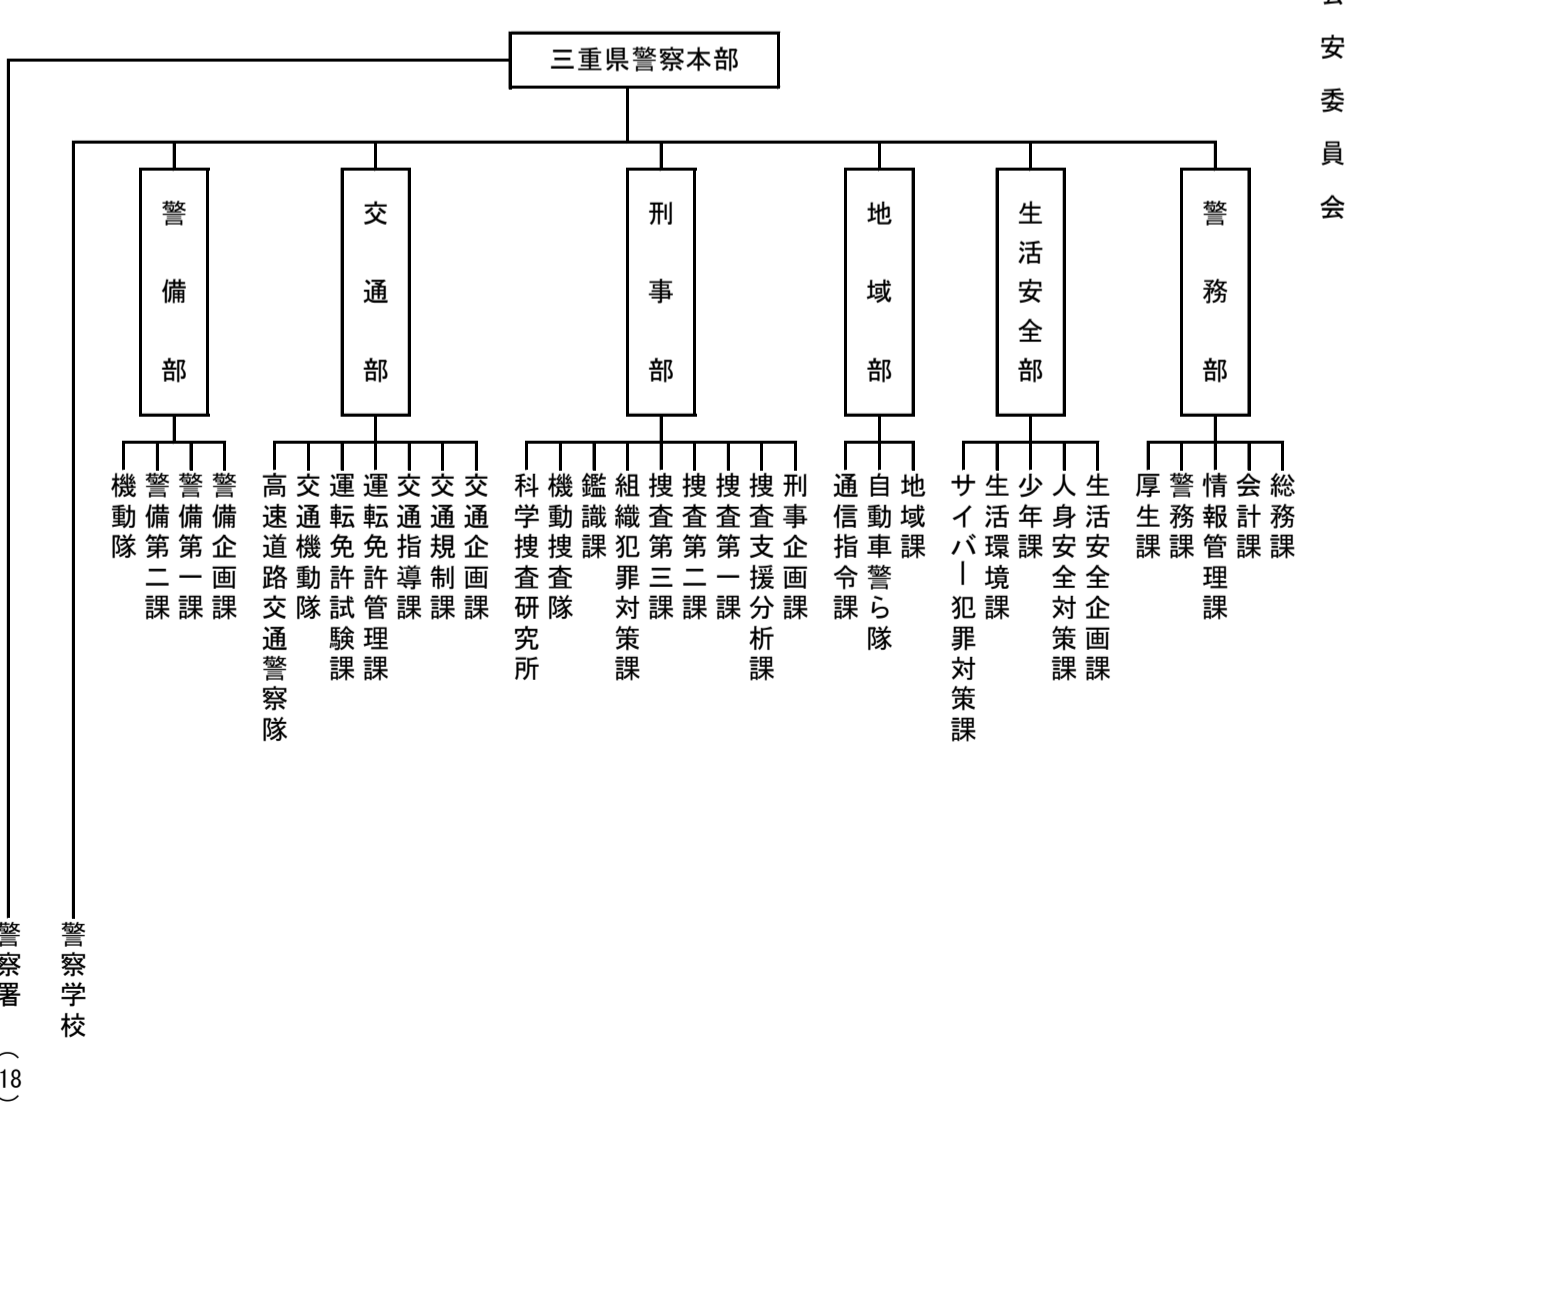 安委員会
三重県警察本部
警務部
総務課
会計課
情報管理課
警務課
厚生課
生活安全部
生活安全企画課
人身安全対策課
少年課
生活環境課
サイバー犯罪対策課
地域部
地域課
自動車警ら隊
通信指令課
刑事部
刑事企画課
捜査支援分析課
捜査第一課
捜査第二課
捜査第三課
組織犯罪対策課
鑑識課
機動捜査隊
科学捜査研究所
交通部
交通企画課
交通規制課
交通指導課
運転免許管理課
運転免許試験課
交通機動隊
高速道路交通警察隊
警備部
警備企画課
警備第一課
警備第二課
機動隊
警察学校
警察署（18）